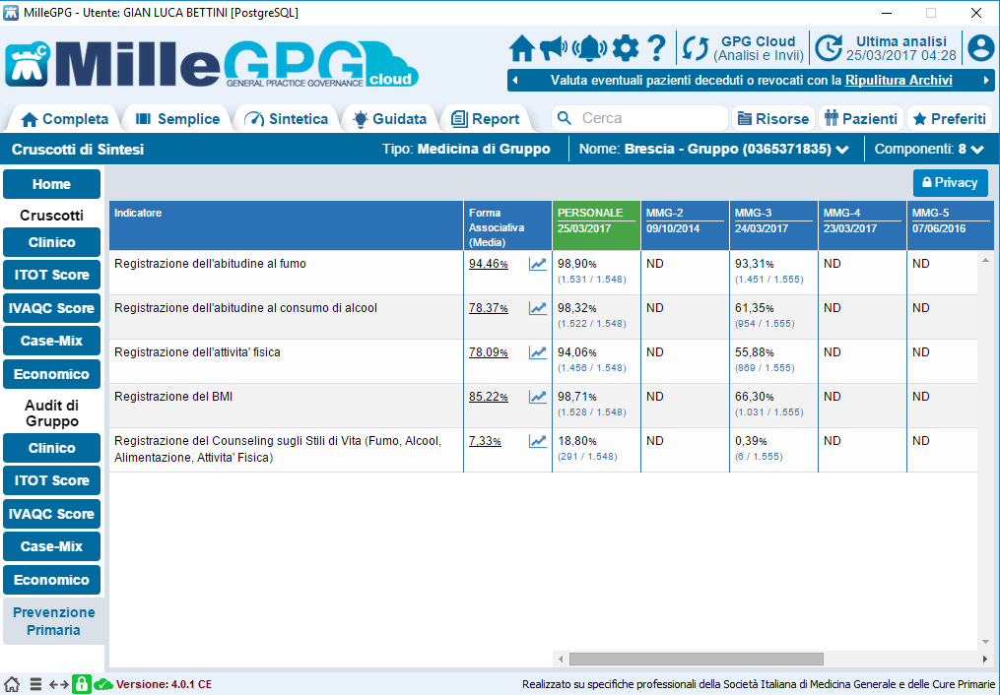 MilleGPG - Utente: GIAN LUCA BETTINI [PostgreSQL]
MilleGPG cloud
GENERAL PRACTICE GOVERNANCE
GPG Cloud
(Analisi e Invii)
Ultima analisi
25/03/2017 04:28
Valuta eventuali pazienti deceduti o revocati con la Ripulitura Archivi
Completa Semplice Sintetica Guidata Report Cerca Risorse Pazienti Preferiti
Cruscotti di Sintesi Tipo: Medicina di Gruppo Nome: Brescia - Gruppo (0365371835) Componenti: 8
Home
Cruscotti
Clinico
ITOT Score
IVAQC Score
Case-Mix
Economico
Audit di
Gruppo
Clinico
ITOT Score
IVAQC Score
Case-Mix
Economico
Prevenzione
Primaria
Privacy
Indicatore
Forma
Associativa
(Media)
PERSONALE
25/03/2017
MMG-2
09/10/2014
MMG-3
24/03/2017
MMG-4
23/03/2017
MMG-5
07/06/2016
Registrazione dell'abitudine al fumo 94,46% 98,90% ND 93,31% ND ND
(1.531 / 1.548) (1.451 / 1.555)
Registrazione dell'abitudine al consumo di alcool 78,37% 98,32% ND 61,35% ND ND
(1.522 / 1.548) (954 / 1.555)
Registrazione dell'attivita' fisica 78,09% 94,06% ND 55,88% ND ND
(1.456 / 1.548) (869 / 1.555)
Registrazione del BMI 85,22% 98,71% ND 66,30% ND ND
(1.528 / 1.548) (1.031 / 1.555)
Registrazione del Counseling sugli Stili di Vita (Fumo, Alcool, 7,33% 18,80% ND 0,39% ND ND
Alimentazione, Attivita' Fisica) (291 / 1.548) (6 / 1.555)
Versione: 4.0.1 CE
Realizzato su specifiche professionali della Società Italiana di Medicina Generale e delle Cure Primarie